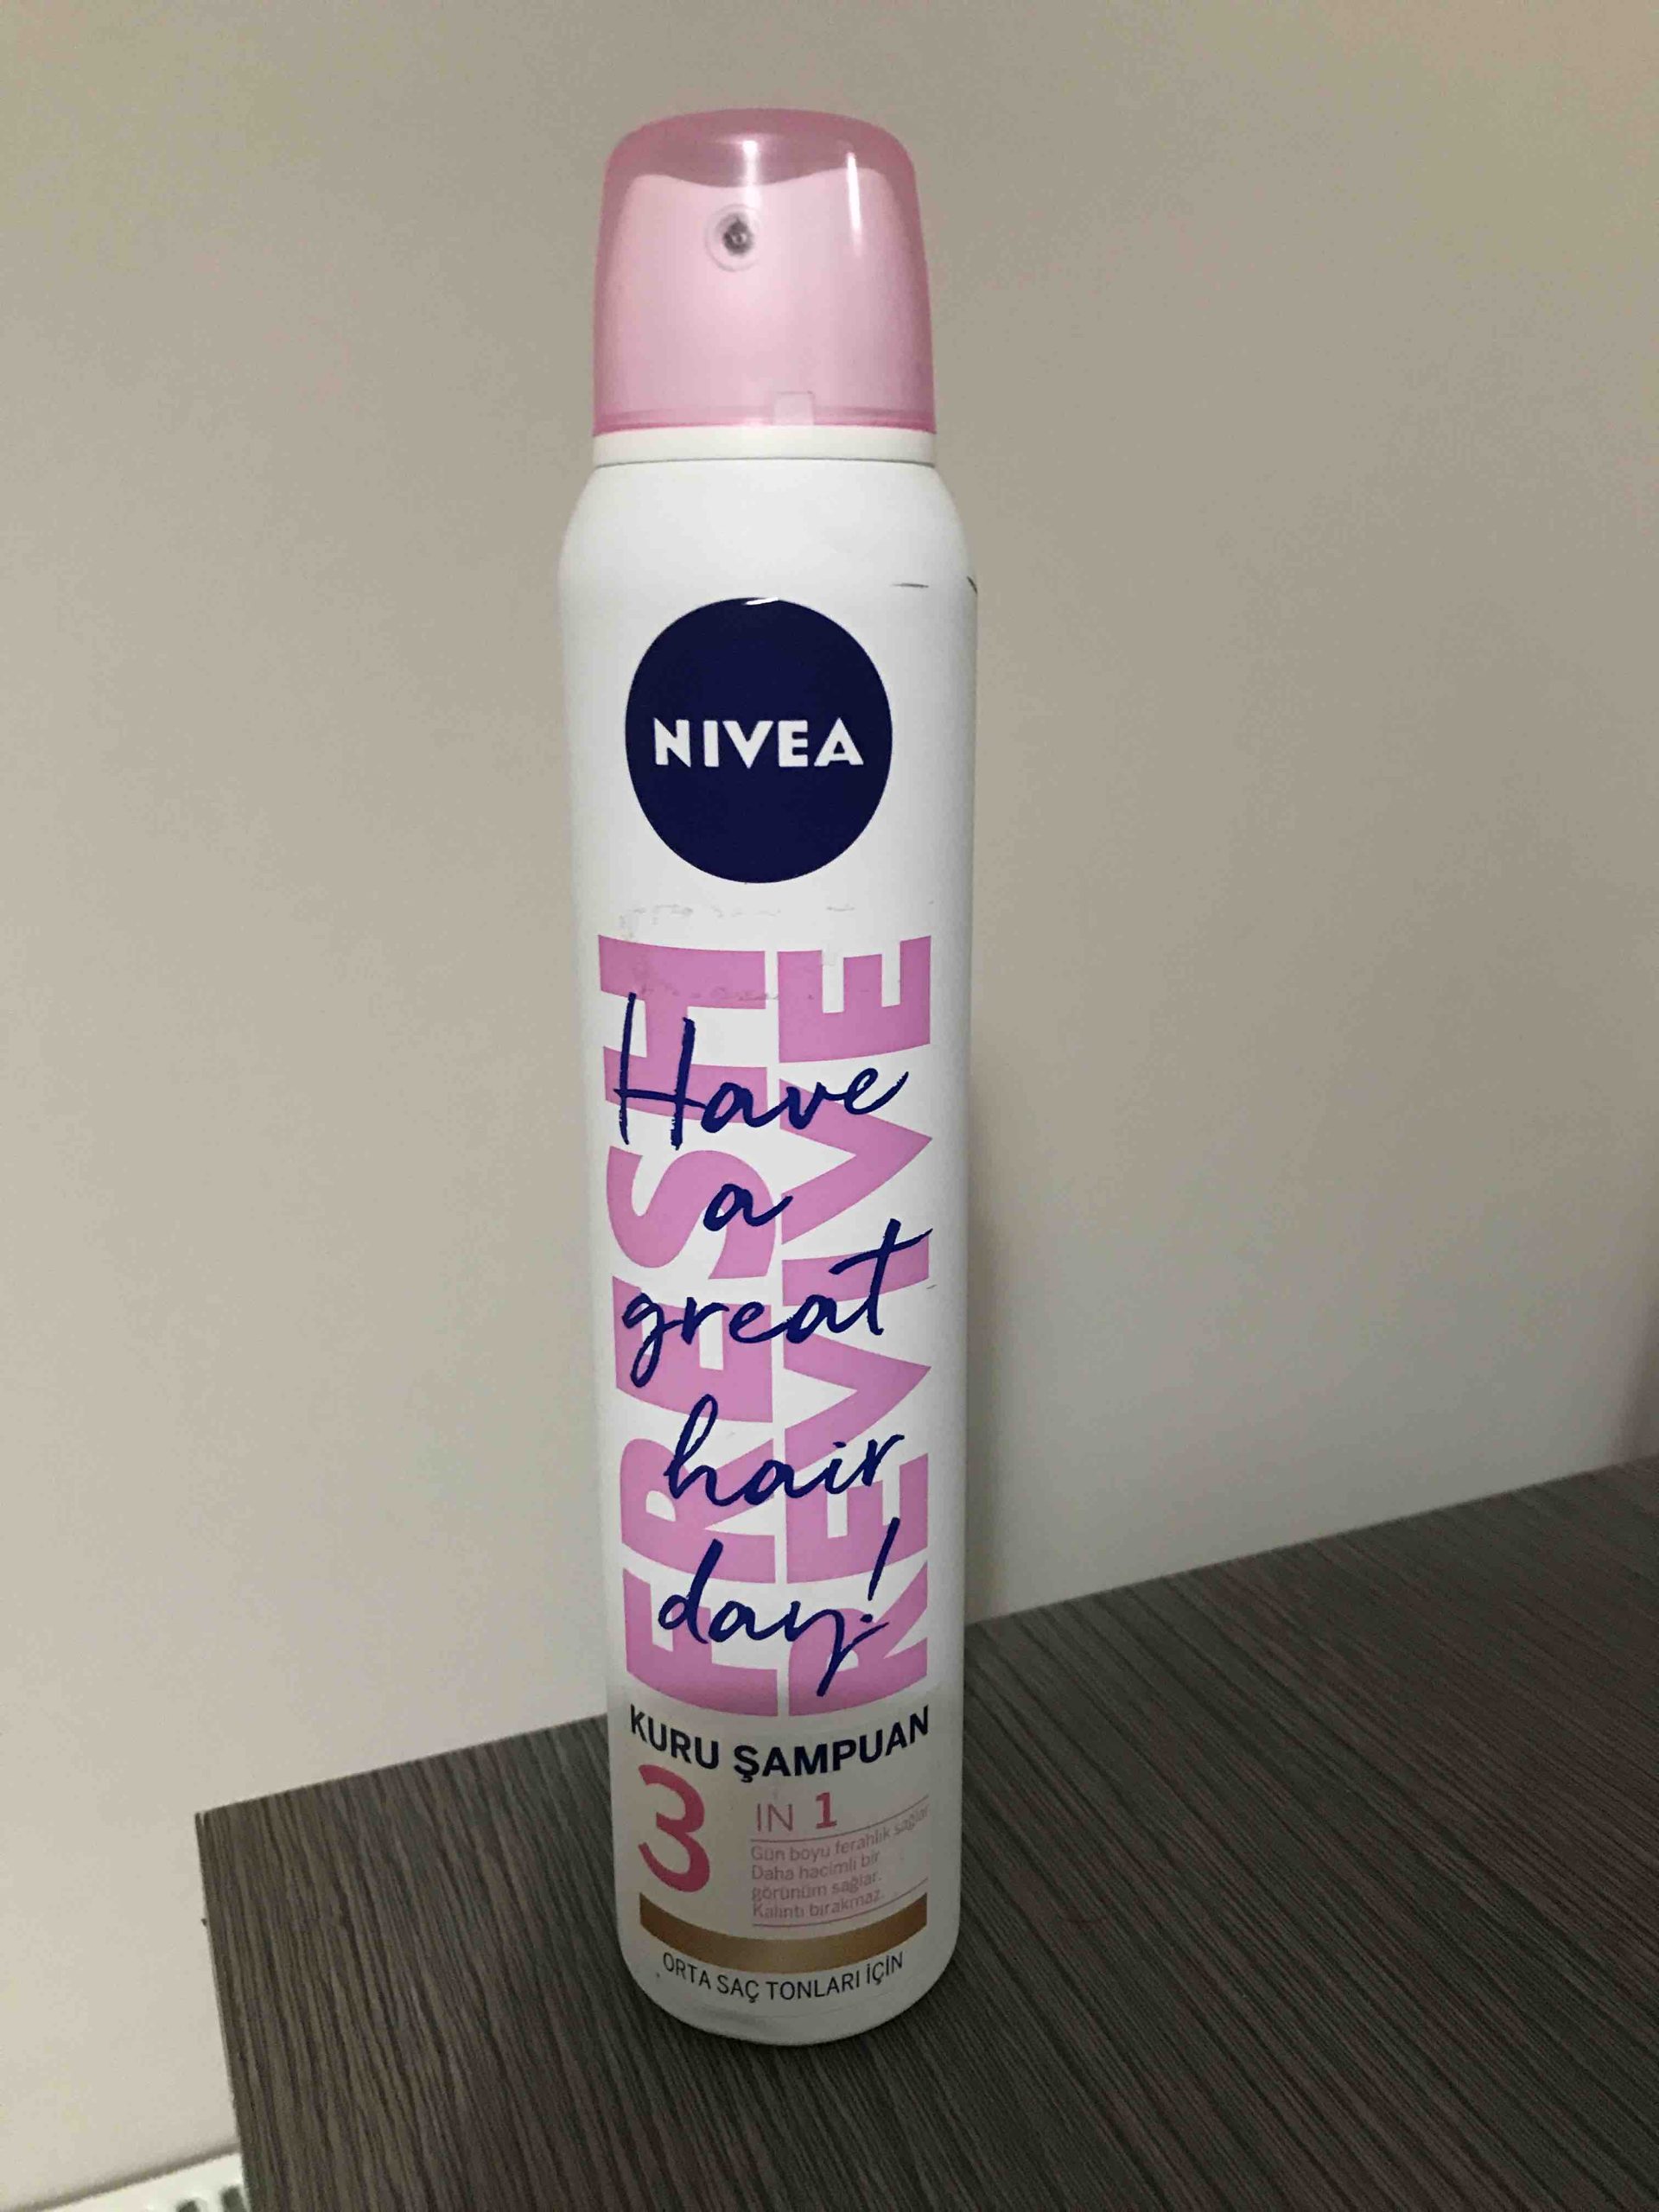 NIVEA
FRESH
REVIVE
Have
a
great
hair
day!
KURU ŞAMPUAN
3 IN 1
Gün boyu ferahlık sağlar.
Daha hacimli bir
görünüm sağlar.
Kalıntı bırakmaz.
ORTA SAÇ TONLARI İÇİN